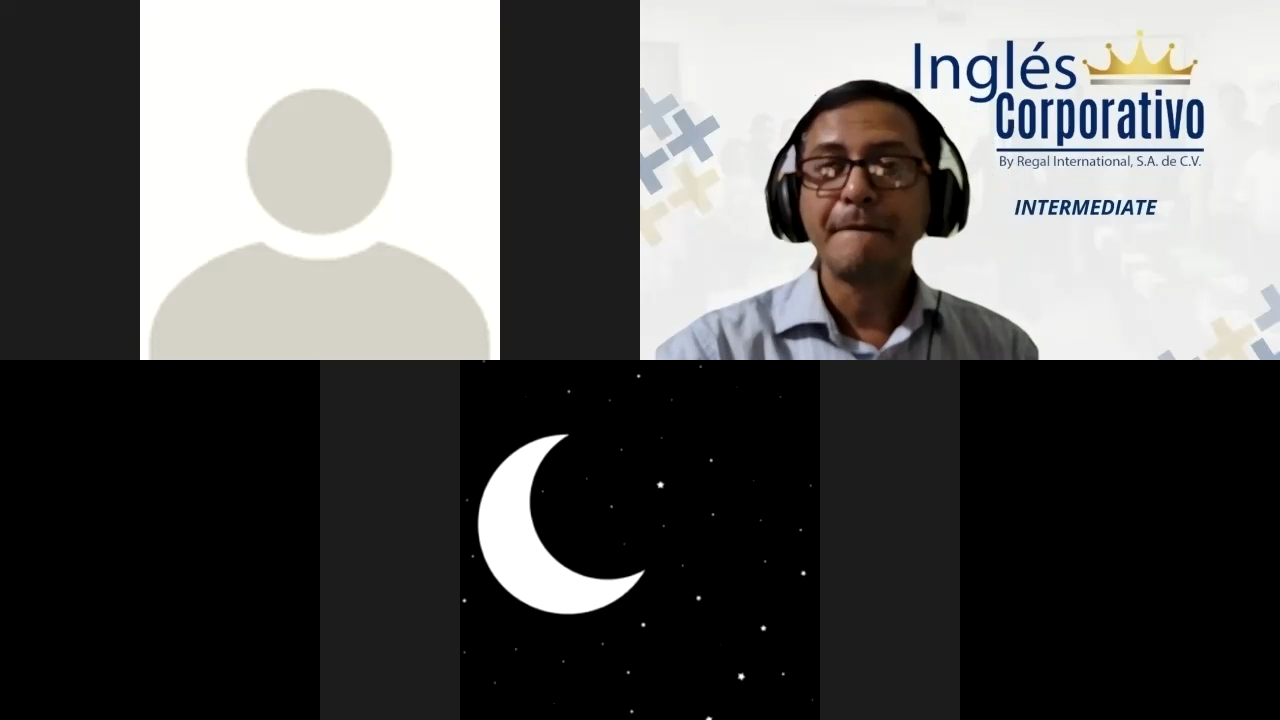 Inglés
Corporativo
By Regal International, S.A. de C.V.
INTERMEDIATE